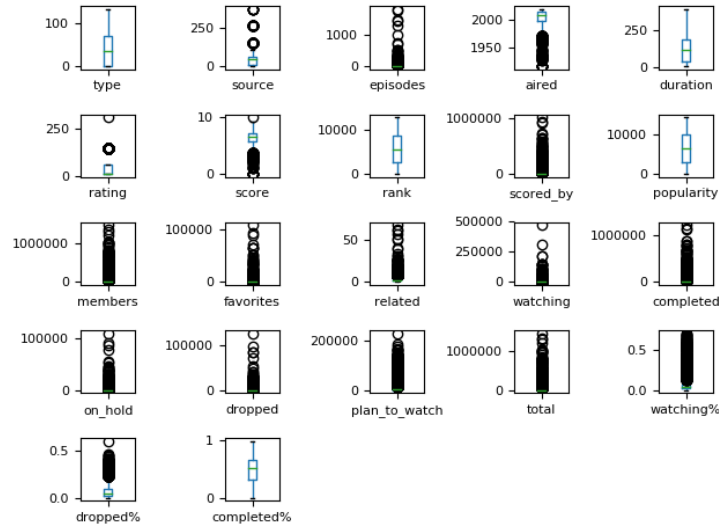 100
0
type
250
0
source
1000
0
episodes
2000
1950
aired
200
0
duration
250
0
rating
10
0
score
10000
0
rank
1000000
0
scored_by
10000
0
popularity
1000000
0
members
100000
0
favorites
50
0
related
500000
250000
0
watching
1000000
0
completed
100000
0
on_hold
100000
0
dropped
200000
0
plan_to_watch
1000000
0
total
0.5
0.0
watching%
0.5
0.0
dropped%
1
0
completed%